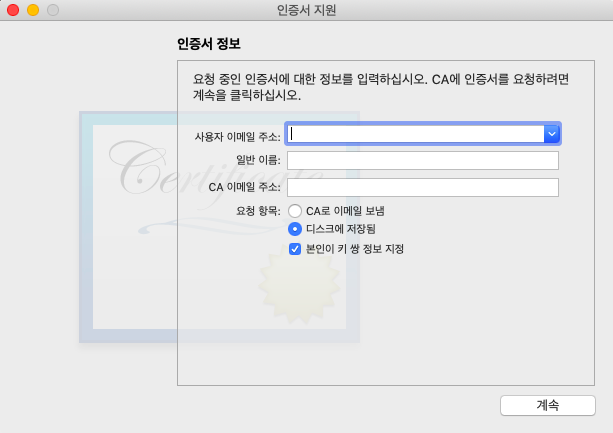 인증서 지원
인증서 정보
요청 중인 인증서에 대한 정보를 입력하십시오. CA에 인증서를 요청하려면
계속을 클릭하십시오.
Certificate
사용자 이메일 주소:
일반 이름:
CA 이메일 주소:
요청 항목:
CA로 이메일 보냄
디스크에 저장됨
본인이 키 쌍 정보 지정
계속